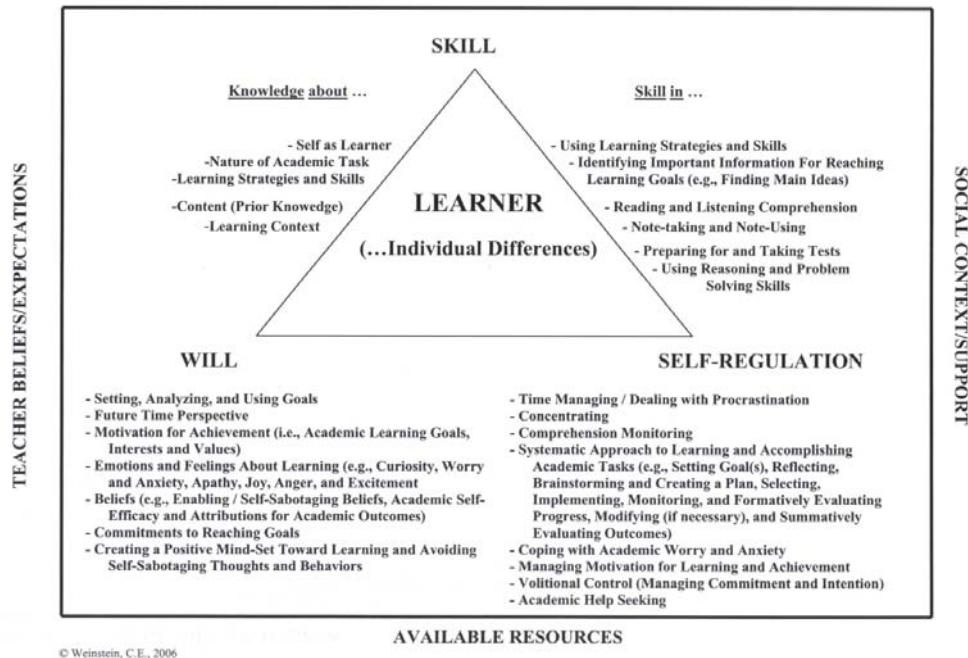 SKILL
Knowledge about ...
- Self as Learner
-Nature of Academic Task
-Learning Strategies and Skills
-Content (Prior Knowedge)
-Learning Context
Skill in ...
- Using Learning Strategies and Skills
- Identifying Important Information For Reaching
Learning Goals (e.g., Finding Main Ideas)
- Reading and Listening Comprehension
- Note-taking and Note-Using
- Preparing for and Taking Tests
- Using Reasoning and Problem
Solving Skills
LEARNER
(...Individual Differences)
TEACHER BELIEFS/EXPECTATIONS
SOCIAL CONTEXT/SUPPORT
WILL
- Setting, Analyzing, and Using Goals
- Future Time Perspective
- Motivation for Achievement (i.e., Academic Learning Goals,
Interests and Values)
- Emotions and Feelings About Learning (e.g., Curiosity, Worry
and Anxiety, Apathy, Joy, Anger, and Excitement
- Beliefs (e.g., Enabling / Self-Sabotaging Beliefs, Academic Self-
Efficacy and Attributions for Academic Outcomes)
- Commitments to Reaching Goals
- Creating a Positive Mind-Set Toward Learning and Avoiding
Self-Sabotaging Thoughts and Behaviors
SELF-REGULATION
- Time Managing / Dealing with Procrastination
- Concentrating
- Comprehension Monitoring
- Systematic Approach to Learning and Accomplishing
Academic Tasks (e.g., Setting Goal(s), Reflecting,
Brainstorming and Creating a Plan, Selecting,
Implementing, Monitoring, and Formatively Evaluating
Progress, Modifying (if necessary), and Summatively
Evaluating Outcomes)
- Coping with Academic Worry and Anxiety
- Managing Motivation for Learning and Achievement
- Volitional Control (Managing Commitment and Intention)
- Academic Help Seeking
AVAILABLE RESOURCES
© Weinstein, C.E., 2006